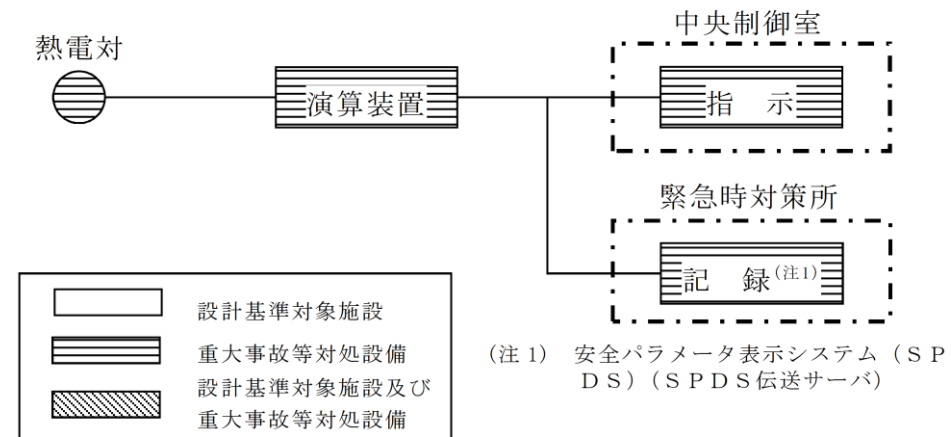 中央制御室
熱電対
演算装置
指 示
緊急時対策所
記 録(注1)
設計基準対象施設
重大事故等対処設備
設計基準対象施設及び
重大事故等対処設備
(注1) 安全パラメータ表示システム(SP
DS)(SPDS伝送サーバ)